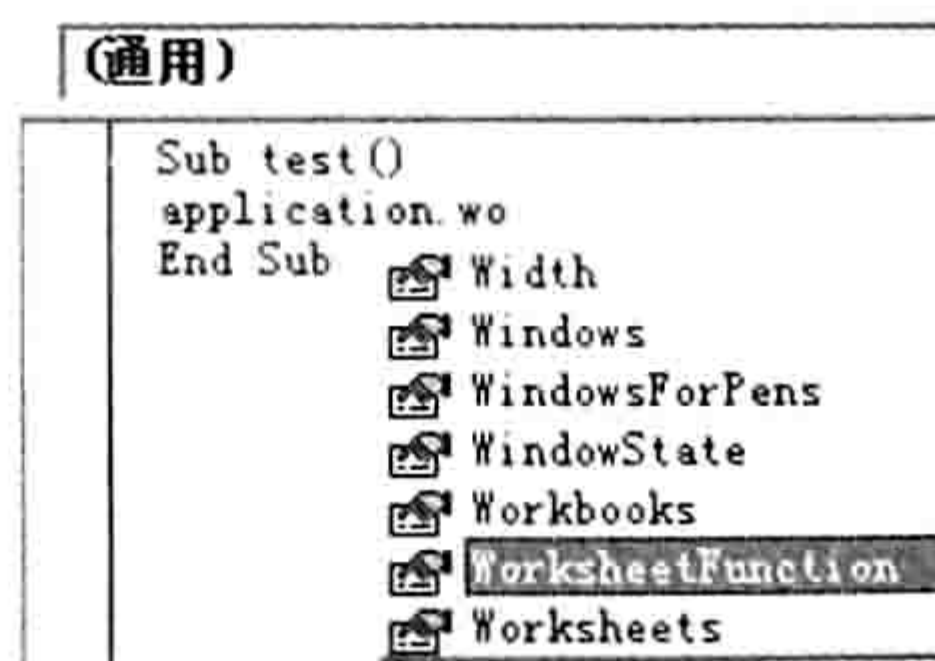 (通用)
Sub test()
application.wo
End Sub
Width
Windows
WindowsForPens
WindowState
Workbooks
WorksheetFunction
Worksheets